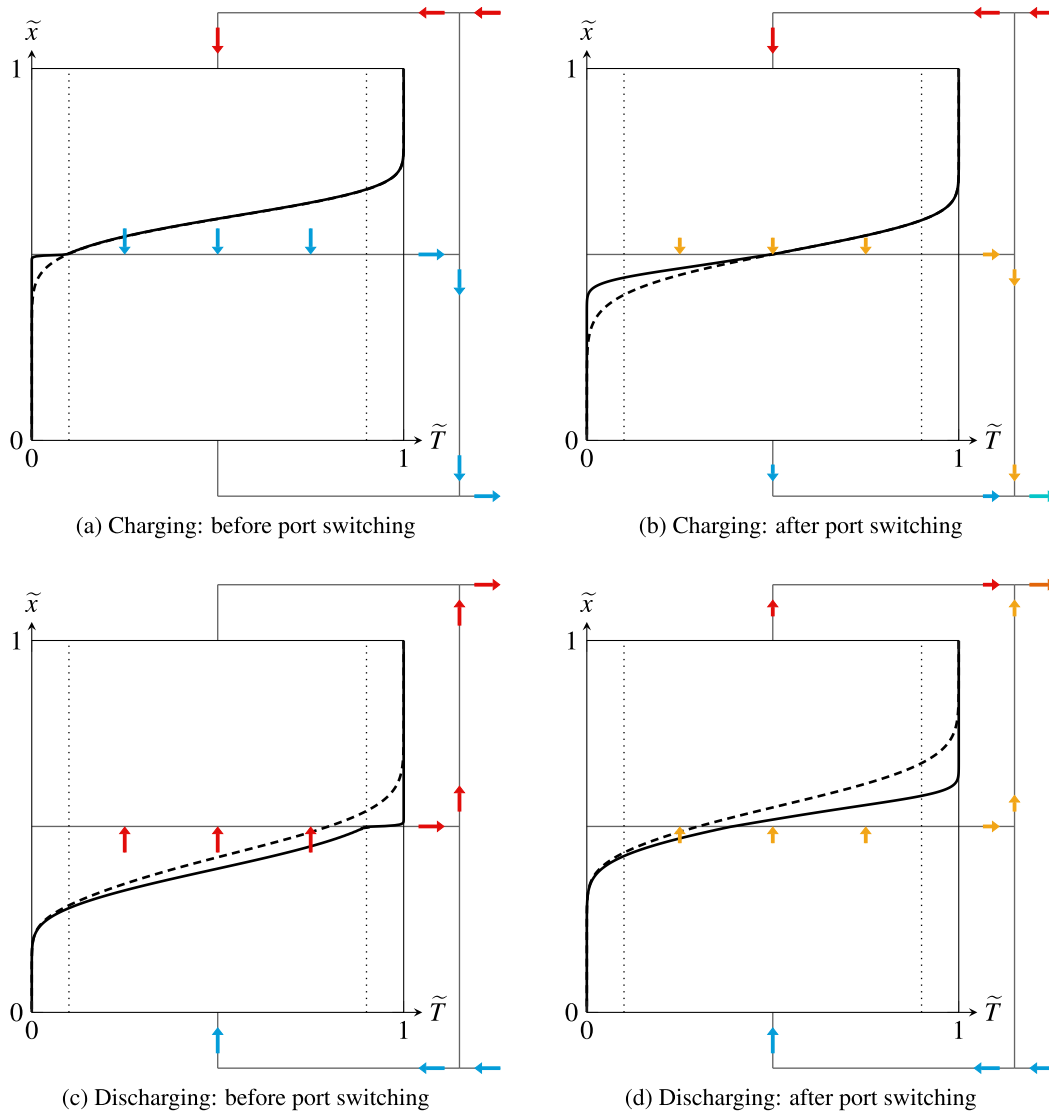 x̃ x̃
1 1
0 0
0 1 T̃ 0 1 T̃
(a) Charging: before port switching (b) Charging: after port switching
x̃ x̃
1 1
0 0
0 1 T̃ 0 1 T̃
(c) Discharging: before port switching (d) Discharging: after port switching